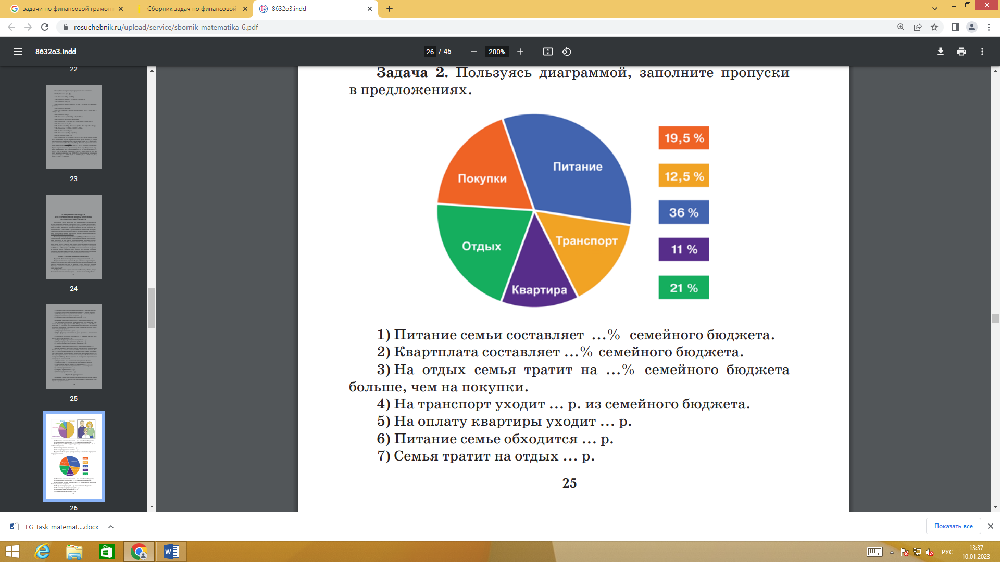 задачи по финансовой грамотн
Сборник задач по финансовой
8632o3.indd
rosuchebnik.ru/upload/service/sbornik-matematika-6.pdf
8632o3.indd
26 / 45
200%
22
23
24
25
26
Задача 2. Пользуясь диаграммой, заполните пропуски
в предложениях.
Питание
Покупки
Транспорт
Отдых
Квартира
19,5 %
12,5 %
36 %
11 %
21 %
1) Питание семьи составляет ...% семейного бюджета.
2) Квартплата составляет ...% семейного бюджета.
3) На отдых семья тратит на ...% семейного бюджета
больше, чем на покупки.
4) На транспорт уходит ... р. из семейного бюджета.
5) На оплату квартиры уходит ... р.
6) Питание семье обходится ... р.
7) Семья тратит на отдых ... р.
25
FG_task_matemat....docx
Показать все
РУС
13:37
10.01.2023